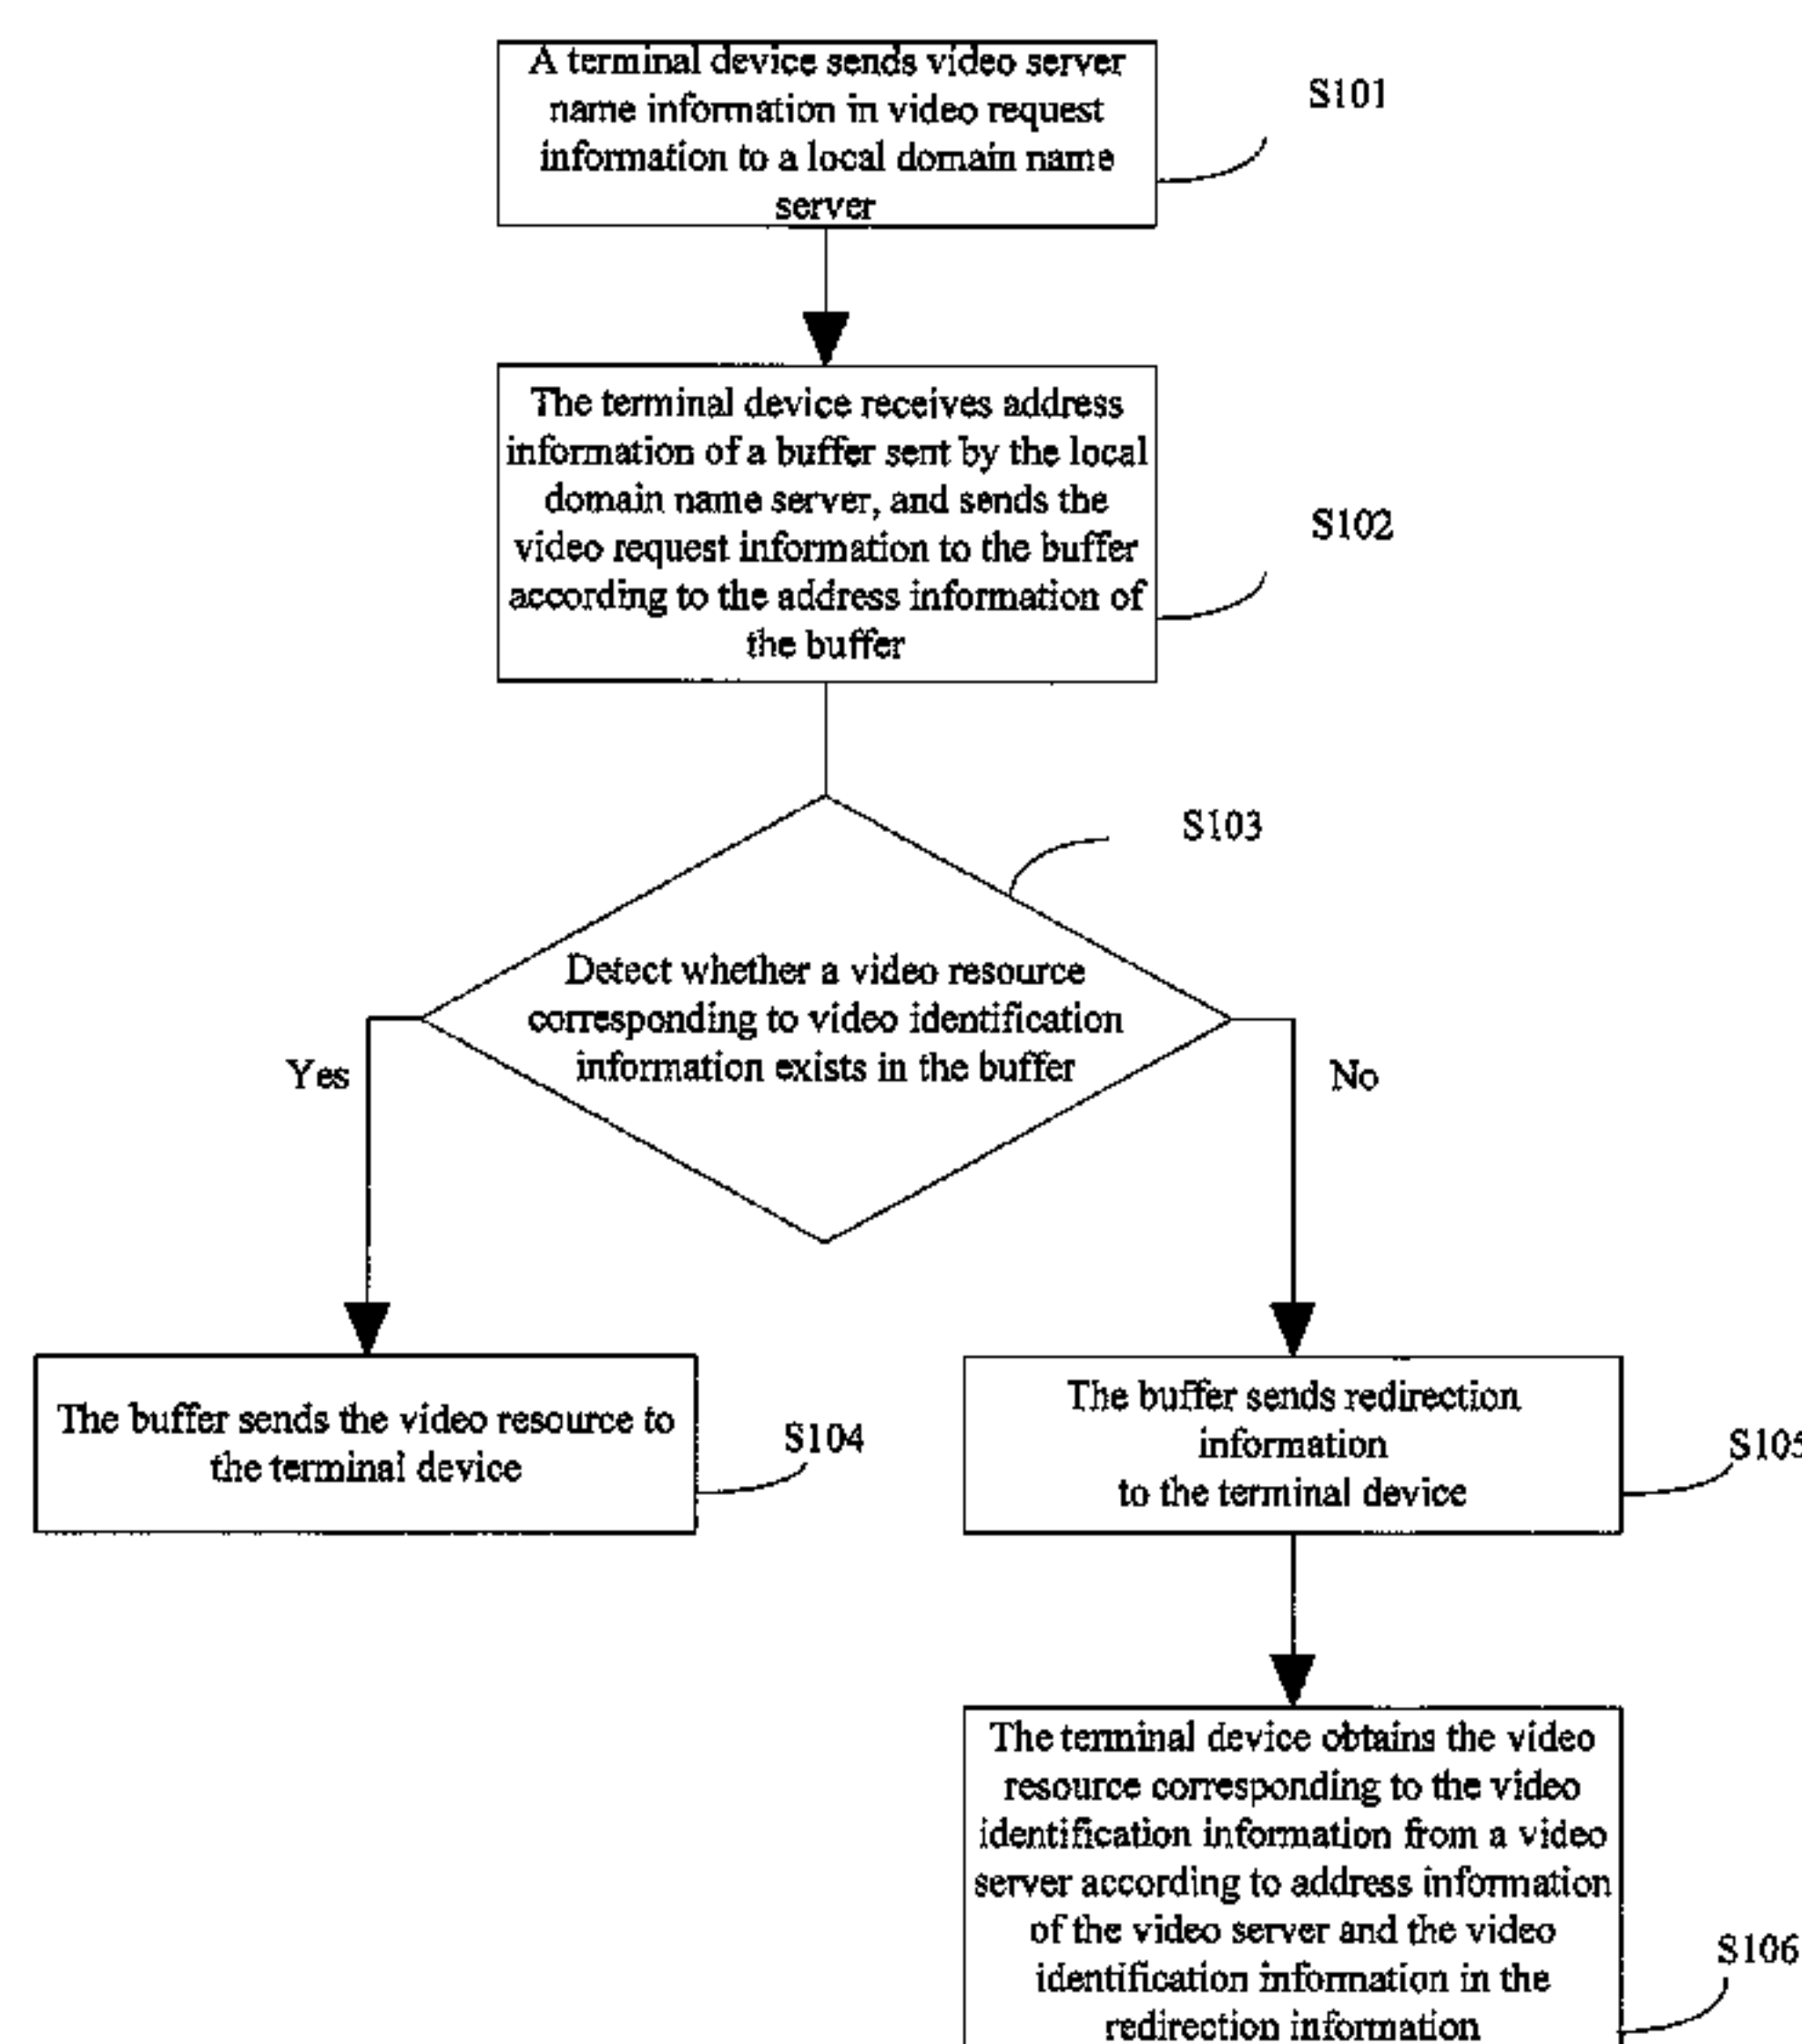 A terminal device sends video server
name information in video request
information to a local domain name
server
S101
The terminal device receives address
information of a buffer sent by the local
domain name server, and sends the
video request information to the buffer
according to the address information of
the buffer
S102
S103
Detect whether a video resource
corresponding to video identification
information exists in the buffer
Yes
No
The buffer sends the video resource to
the terminal device
S104
The buffer sends redirection
information
to the terminal device
S105
The terminal device obtains the video
resource corresponding to the video
identification information from a video
server according to address information
of the video server and the video
identification information in the
redirection information
S106